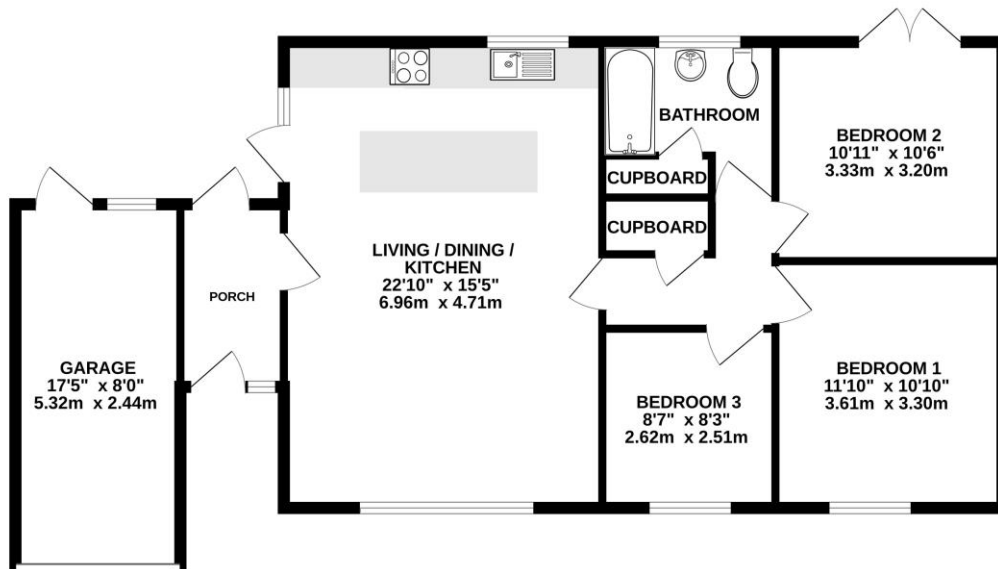 BATHROOM
BEDROOM 2
10'11" x 10'6"
3.33m x 3.20m
CUPBOARD
CUPBOARD
LIVING / DINING /
KITCHEN
22'10" x 15'5"
6.96m x 4.71m
PORCH
GARAGE
17'5" x 8'0"
5.32m x 2.44m
BEDROOM 3
8'7" x 8'3"
2.62m x 2.51m
BEDROOM 1
11'10" x 10'10"
3.61m x 3.30m